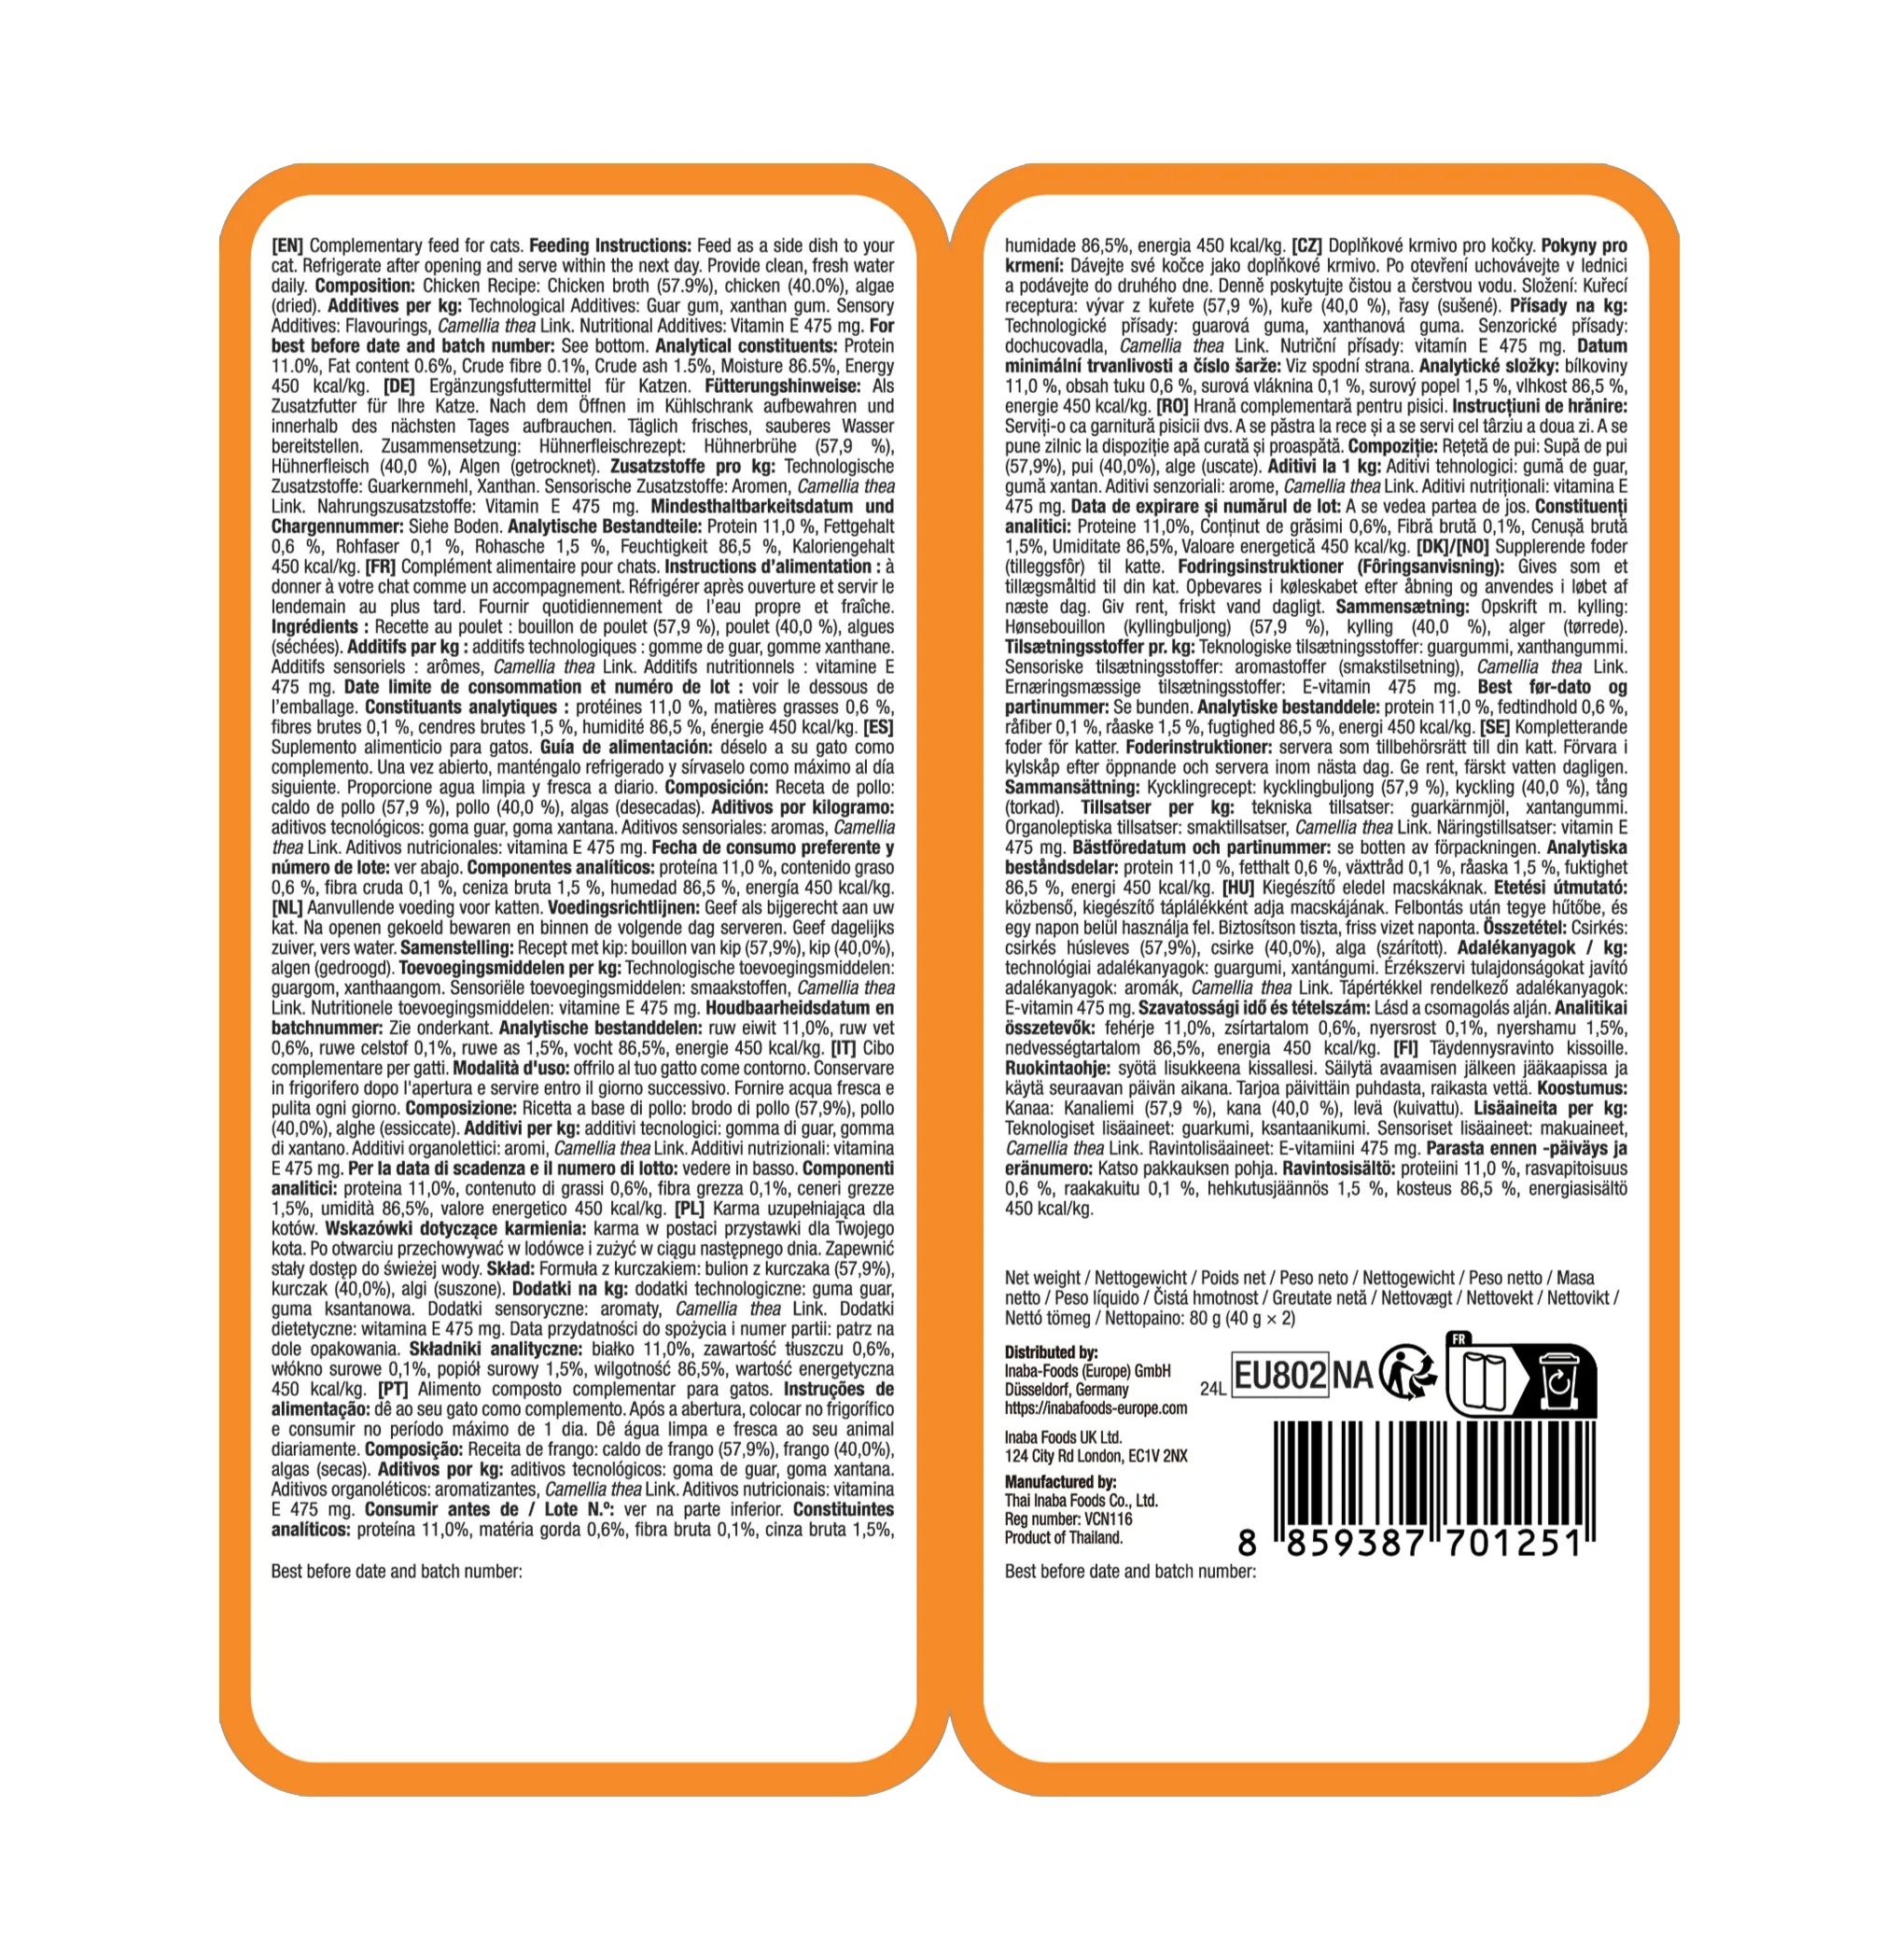 [EN] Complementary feed for cats. Feeding Instructions: Feed as a side dish to your
cat. Refrigerate after opening and serve within the next day. Provide clean, fresh water
daily. Composition: Chicken Recipe: Chicken broth (57.9%), chicken (40.0%), algae
(dried). Additives per kg: Technological Additives: Guar gum, xanthan gum. Sensory
Additives: Flavourings, Camellia thea Link. Nutritional Additives: Vitamin E 475 mg. For
best before date and batch number: See bottom. Analytical constituents: Protein
11.0%, Fat content 0.6%, Crude fibre 0.1%, Crude ash 1.5%, Moisture 86.5%, Energy
450 kcal/kg. [DE] Ergänzungsfuttermittel für Katzen. Fütterungshinweise: Als
Zusatzfutter für Ihre Katze. Nach dem Öffnen im Kühlschrank aufbewahren und
innerhalb des nächsten Tages aufbrauchen. Täglich frisches, sauberes Wasser
bereitstellen. Zusammensetzung: Hühnerfleischrezept: Hühnerbrühe (57,9 %),
Hühnerfleisch (40,0 %), Algen (getrocknet). Zusatzstoffe pro kg: Technologische
Zusatzstoffe: Guarkernmehl, Xanthan. Sensorische Zusatzstoffe: Aromen, Camellia thea
Link. Nahrungszusatzstoffe: Vitamin E 475 mg. Mindesthaltbarkeitsdatum und
Chargennummer: Siehe Boden. Analytische Bestandteile: Protein 11,0 %, Fettgehalt
0,6 %, Rohfaser 0,1 %, Rohasche 1,5 %, Feuchtigkeit 86,5 %, Kaloriengehalt
450 kcal/kg. [FR] Complément alimentaire pour chats. Instructions d’alimentation : à
donner à votre chat comme un accompagnement. Réfrigérer après ouverture et servir le
lendemain au plus tard. Fournir quotidiennement de l’eau propre et fraîche.
Ingrédients : Recette au poulet : bouillon de poulet (57,9 %), poulet (40,0 %), algues
(séchées). Additifs par kg : additifs technologiques : gomme de guar, gomme xanthane.
Additifs sensoriels : arômes, Camellia thea Link. Additifs nutritionnels : vitamine E
475 mg. Date limite de consommation et numéro de lot : voir le dessous de
l’emballage. Constituants analytiques : protéines 11,0 %, matières grasses 0,6 %,
fibres brutes 0,1 %, cendres brutes 1,5 %, humidité 86,5 %, énergie 450 kcal/kg. [ES]
Suplemento alimenticio para gatos. Guía de alimentación: déselo a su gato como
complemento. Una vez abierto, manténgalo refrigerado y sírvaselo como máximo al día
siguiente. Proporcione agua limpia y fresca a diario. Composición: Receta de pollo:
caldo de pollo (57,9 %), pollo (40,0 %), algas (desecadas). Aditivos por kilogramo:
aditivos tecnológicos: goma guar, goma xantana. Aditivos sensoriales: aromas, Camellia
thea Link. Aditivos nutricionales: vitamina E 475 mg. Fecha de consumo preferente y
número de lote: ver abajo. Componentes analíticos: proteína 11,0 %, contenido graso
0,6 %, fibra cruda 0,1 %, ceniza bruta 1,5 %, humedad 86,5 %, energía 450 kcal/kg.
[NL] Aanvullende voeding voor katten. Voedingsrichtlijnen: Geef als bijgerecht aan uw
kat. Na openen gekoeld bewaren en binnen de volgende dag serveren. Geef dagelijks
zuiver, vers water. Samenstelling: Recept met kip: bouillon van kip (57,9%), kip (40,0%),
algen (gedroogd). Toevoegingsmiddelen per kg: Technologische toevoegingsmiddelen:
guargom, xanthaangom. Sensoriële toevoegingsmiddelen: smaakstoffen, Camellia thea
Link. Nutritionele toevoegingsmiddelen: vitamine E 475 mg. Houdbaarheidsdatum en
batchnummer: Zie onderkant. Analytische bestanddelen: ruw eiwit 11,0%, ruw vet
0,6%, ruwe celstof 0,1%, ruwe as 1,5%, vocht 86,5%, energie 450 kcal/kg. [IT] Cibo
complementare per gatti. Modalità d'uso: offrilo al tuo gatto come contorno. Conservare
in frigorifero dopo l'apertura e servire entro il giorno successivo. Fornire acqua fresca e
pulita ogni giorno. Composizione: Ricetta a base di pollo: brodo di pollo (57,9%), pollo
(40,0%), alghe (essiccate). Additivi per kg: additivi tecnologici: gomma di guar, gomma
di xantano. Additivi organolettici: aromi, Camellia thea Link. Additivi nutrizionali: vitamina
E 475 mg. Per la data di scadenza e il numero di lotto: vedere in basso. Componenti
analitici: proteina 11,0%, contenuto di grassi 0,6%, fibra grezza 0,1%, ceneri grezze
1,5%, umidità 86,5%, valore energetico 450 kcal/kg. [PL] Karma uzupełniająca dla
kotów. Wskazówki dotyczące karmienia: karma w postaci przystawki dla Twojego
kota. Po otwarciu przechowywać w lodówce i zużyć w ciągu następnego dnia. Zapewnić
stały dostęp do świeżej wody. Skład: Formuła z kurczakiem: bulion z kurczaka (57,9%),
kurczak (40,0%), algi (suszone). Dodatki na kg: dodatki technologiczne: guma guar,
guma ksantanowa. Dodatki sensoryczne: aromaty, Camellia thea Link. Dodatki
dietetyczne: witamina E 475 mg. Data przydatności do spożycia i numer partii: patrz na
dole opakowania. Składniki analityczne: białko 11,0%, zawartość tłuszczu 0,6%,
włókno surowe 0,1%, popiół surowy 1,5%, wilgotność 86,5%, wartość energetyczna
450 kcal/kg. [PT] Alimento composto complementar para gatos. Instruções de
alimentação: dê ao seu gato como complemento. Após a abertura, colocar no frigorífico
e consumir no período máximo de 1 dia. Dê água limpa e fresca ao seu animal
diariamente. Composição: Receita de frango: caldo de frango (57,9%), frango (40,0%),
algas (secas). Aditivos por kg: aditivos tecnológicos: goma de guar, goma xantana.
Aditivos organoléticos: aromatizantes, Camellia thea Link. Aditivos nutricionais: vitamina
E 475 mg. Consumir antes de / Lote N.º: ver na parte inferior. Constituintes
analíticos: proteína 11,0%, matéria gorda 0,6%, fibra bruta 0,1%, cinza bruta 1,5%,
Best before date and batch number:
humidade 86,5%, energia 450 kcal/kg. [CZ] Doplňkové krmivo pro kočky. Pokyny pro
krmení: Dávejte své kočce jako doplňkové krmivo. Po otevření uchovávejte v lednici
a podávejte do druhého dne. Denně poskytujte čistou a čerstvou vodu. Složení: Kuřecí
receptura: vývar z kuřete (57,9 %), kuře (40,0 %), řasy (sušené). Přísady na kg:
Technologické přísady: guarová guma, xanthanová guma. Senzorické přísady:
dochucovadla, Camellia thea Link. Nutriční přísady: vitamín E 475 mg. Datum
minimální trvanlivosti a číslo šarže: Viz spodní strana. Analytické složky: bílkoviny
11,0 %, obsah tuku 0,6 %, surová vláknina 0,1 %, surový popel 1,5 %, vlhkost 86,5 %,
energie 450 kcal/kg. [RO] Hrană complementară pentru pisici. Instrucțiuni de hrănire:
Serviți-o ca garnitură pisicii dvs. A se păstra la rece și a se servi cel târziu a doua zi. A se
pune zilnic la dispoziție apă curată și proaspătă. Compoziție: Rețetă de pui: Supă de pui
(57,9%), pui (40,0%), alge (uscate). Aditivi la 1 kg: Aditivi tehnologici: gumă de guar,
gumă xantan. Aditivi senzoriali: arome, Camellia thea Link. Aditivi nutriționali: vitamina E
475 mg. Data de expirare și numărul de lot: A se vedea partea de jos. Constituenți
analitici: Proteine 11,0%, Conținut de grăsimi 0,6%, Fibră brută 0,1%, Cenușă brută
1,5%, Umiditate 86,5%, Valoare energetică 450 kcal/kg. [DK]/[NO] Supplerende foder
(tilleggsfôr) til katte. Fodringsinstruktioner (Fôringsanvisning): Gives som et
tillægsmåltid til din kat. Opbevares i køleskabet efter åbning og anvendes i løbet af
næste dag. Giv rent, friskt vand dagligt. Sammensætning: Opskrift m. kylling:
Hønsebouillon (kyllingbuljong) (57,9 %), kylling (40,0 %), alger (tørrede).
Tilsætningsstoffer pr. kg: Teknologiske tilsætningsstoffer: guargummi, xanthangummi.
Sensoriske tilsætningsstoffer: aromastoffer (smakstilsetning), Camellia thea Link.
Ernæringsmæssige tilsætningsstoffer: E-vitamin 475 mg. Best før-dato og
partinummer: Se bunden. Analytiske bestanddele: protein 11,0 %, fedtindhold 0,6 %,
råfiber 0,1 %, råaske 1,5 %, fugtighed 86,5 %, energi 450 kcal/kg. [SE] Kompletterande
foder för katter. Foderinstruktioner: servera som tillbehörsrätt till din katt. Förvara i
kylskåp efter öppnande och servera inom nästa dag. Ge rent, färskt vatten dagligen.
Sammansättning: Kycklingrecept: kycklingbuljong (57,9 %), kyckling (40,0 %), tång
(torkad). Tillsatser per kg: tekniska tillsatser: guarkärnmjöl, xantangummi.
Organoleptiska tillsatser: smaktillsatser, Camellia thea Link. Näringstillsatser: vitamin E
475 mg. Bästföredatum och partinummer: se botten av förpackningen. Analytiska
beståndsdelar: protein 11,0 %, fetthalt 0,6 %, växttråd 0,1 %, råaska 1,5 %, fuktighet
86,5 %, energi 450 kcal/kg. [HU] Kiegészítő eledel macskáknak. Etetési útmutató:
közbenső, kiegészítő táplálékként adja macskájának. Felbontás után tegye hűtőbe, és
egy napon belül használja fel. Biztosítson tiszta, friss vizet naponta. Összetétel: Csirkés:
csirkés húsleves (57,9%), csirke (40,0%), alga (szárított). Adalékanyagok / kg:
technológiai adalékanyagok: guargumi, xantángumi. Érzékszervi tulajdonságokat javító
adalékanyagok: aromák, Camellia thea Link. Tápértékkel rendelkező adalékanyagok:
E-vitamin 475 mg. Szavatossági idő és tételszám: Lásd a csomagolás alján. Analitikai
összetevők: fehérje 11,0%, zsírtartalom 0,6%, nyersrost 0,1%, nyershamu 1,5%,
nedvességtartalom 86,5%, energia 450 kcal/kg. [FI] Täydennysravinto kissoille.
Ruokintaohje: syötä lisukkeena kissallesi. Säilytä avaamisen jälkeen jääkaapissa ja
käytä seuraavan päivän aikana. Tarjoa päivittäin puhdasta, raikasta vettä. Koostumus:
Kanaa: Kanaliemi (57,9 %), kana (40,0 %), levä (kuivattu). Lisäaineita per kg:
Teknologiset lisäaineet: guarkumi, ksantaanikumi. Sensoriset lisäaineet: makuaineet,
Camellia thea Link. Ravintolisäaineet: E-vitamiini 475 mg. Parasta ennen -päiväys ja
eränumero: Katso pakkauksen pohja. Ravintosisältö: proteiini 11,0 %, rasvapitoisuus
0,6 %, raakakuitu 0,1 %, hehkutusjäännös 1,5 %, kosteus 86,5 %, energiasisältö
450 kcal/kg.
Net weight / Nettogewicht / Poids net / Peso neto / Nettogewicht / Peso netto / Masa
netto / Peso líquido / Čistá hmotnost / Greutate netă / Nettovægt / Nettovekt / Nettovikt /
Nettó tömeg / Nettopaino: 80 g (40 g × 2)
Distributed by:
Inaba-Foods (Europe) GmbH
Düsseldorf, Germany
https://inabafoods-europe.com
Inaba Foods UK Ltd.
124 City Rd London, EC1V 2NX
Manufactured by:
Thai Inaba Foods Co., Ltd.
Reg number: VCN116
Product of Thailand.
24L EU802 NA
FR
8 859387 701251
Best before date and batch number: